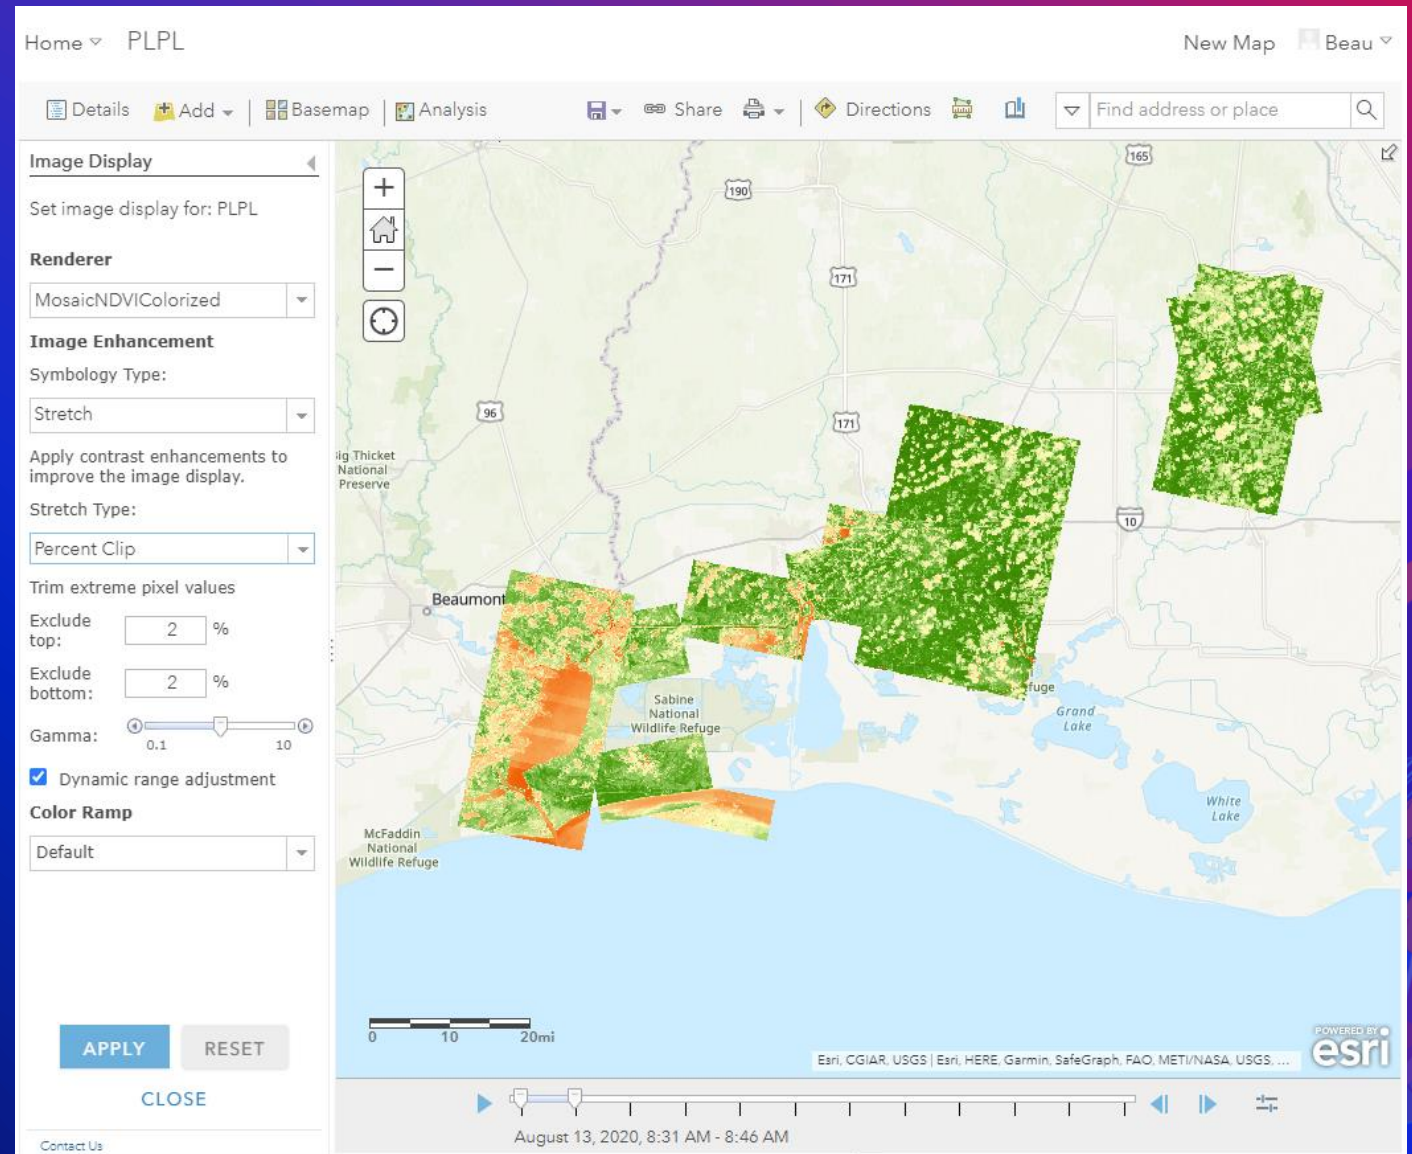 Home PLPL New Map Beau
Details Add Basemap Analysis Share Directions Find address or place
Image Display
Set image display for: PLPL
Renderer
MosaicNDVIColorized
Image Enhancement
Symbology Type:
Stretch
Apply contrast enhancements to
improve the image display.
Stretch Type:
Percent Clip
Trim extreme pixel values
Exclude
top: 2 %
Exclude
bottom: 2 %
Gamma: 0.1 10
Dynamic range adjustment
Color Ramp
Default
APPLY RESET
CLOSE
Contact Us
165
190
171
96
171
Big Thicket
National
Preserve
10
Beaumont
Sabine
National
Wildlife Refuge
Grand
Lake
White
Lake
McFaddin
National
Wildlife Refuge
0 10 20mi
POWERED BY
esri
Esri, CGIAR, USGS | Esri, HERE, Garmin, SafeGraph, FAO, METI/NASA, USGS, ...
August 13, 2020, 8:31 AM - 8:46 AM